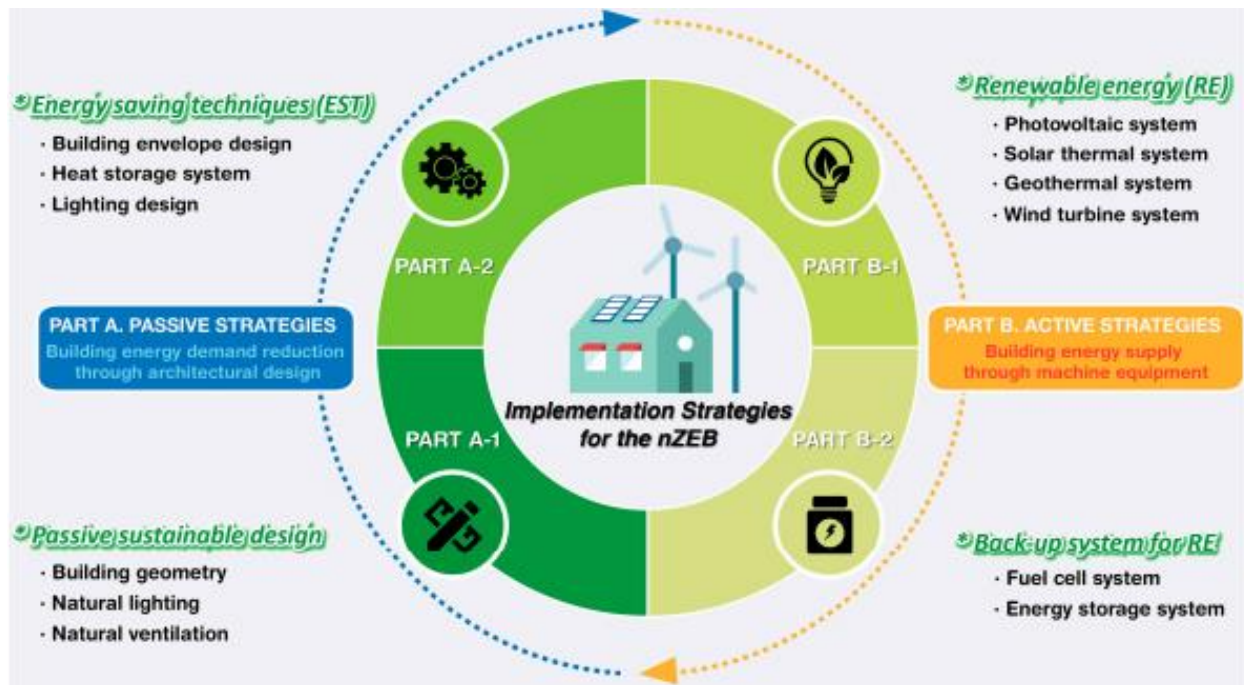 *Energy saving techniques (EST)
· Building envelope design
· Heat storage system
· Lighting design
*Renewable energy (RE)
· Photovoltaic system
· Solar thermal system
· Geothermal system
· Wind turbine system
PART A-2
PART B-1
PART A. PASSIVE STRATEGIES
Building energy demand reduction
through architectural design
PART B. ACTIVE STRATEGIES
Building energy supply
through machine equipment
Implementation Strategies
for the nZEB
PART A-1
PART B-2
*Passive sustainable design
· Building geometry
· Natural lighting
· Natural ventilation
*Back-up system for RE
· Fuel cell system
· Energy storage system